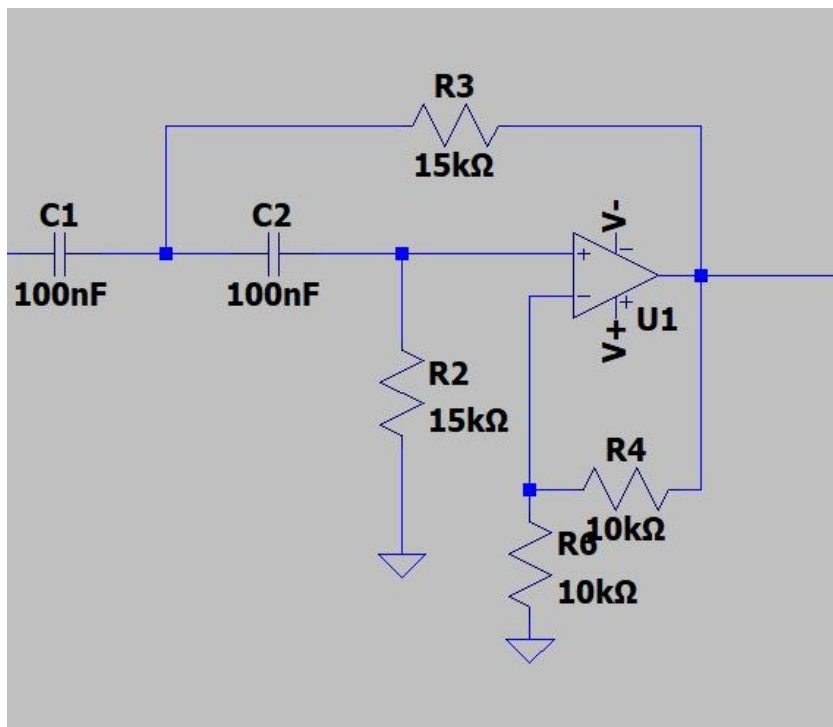 R3
15kΩ
C1
100nF
C2
100nF
V-
+
−
−
+
V+
U1
R2
15kΩ
R4
10kΩ
R6
10kΩ